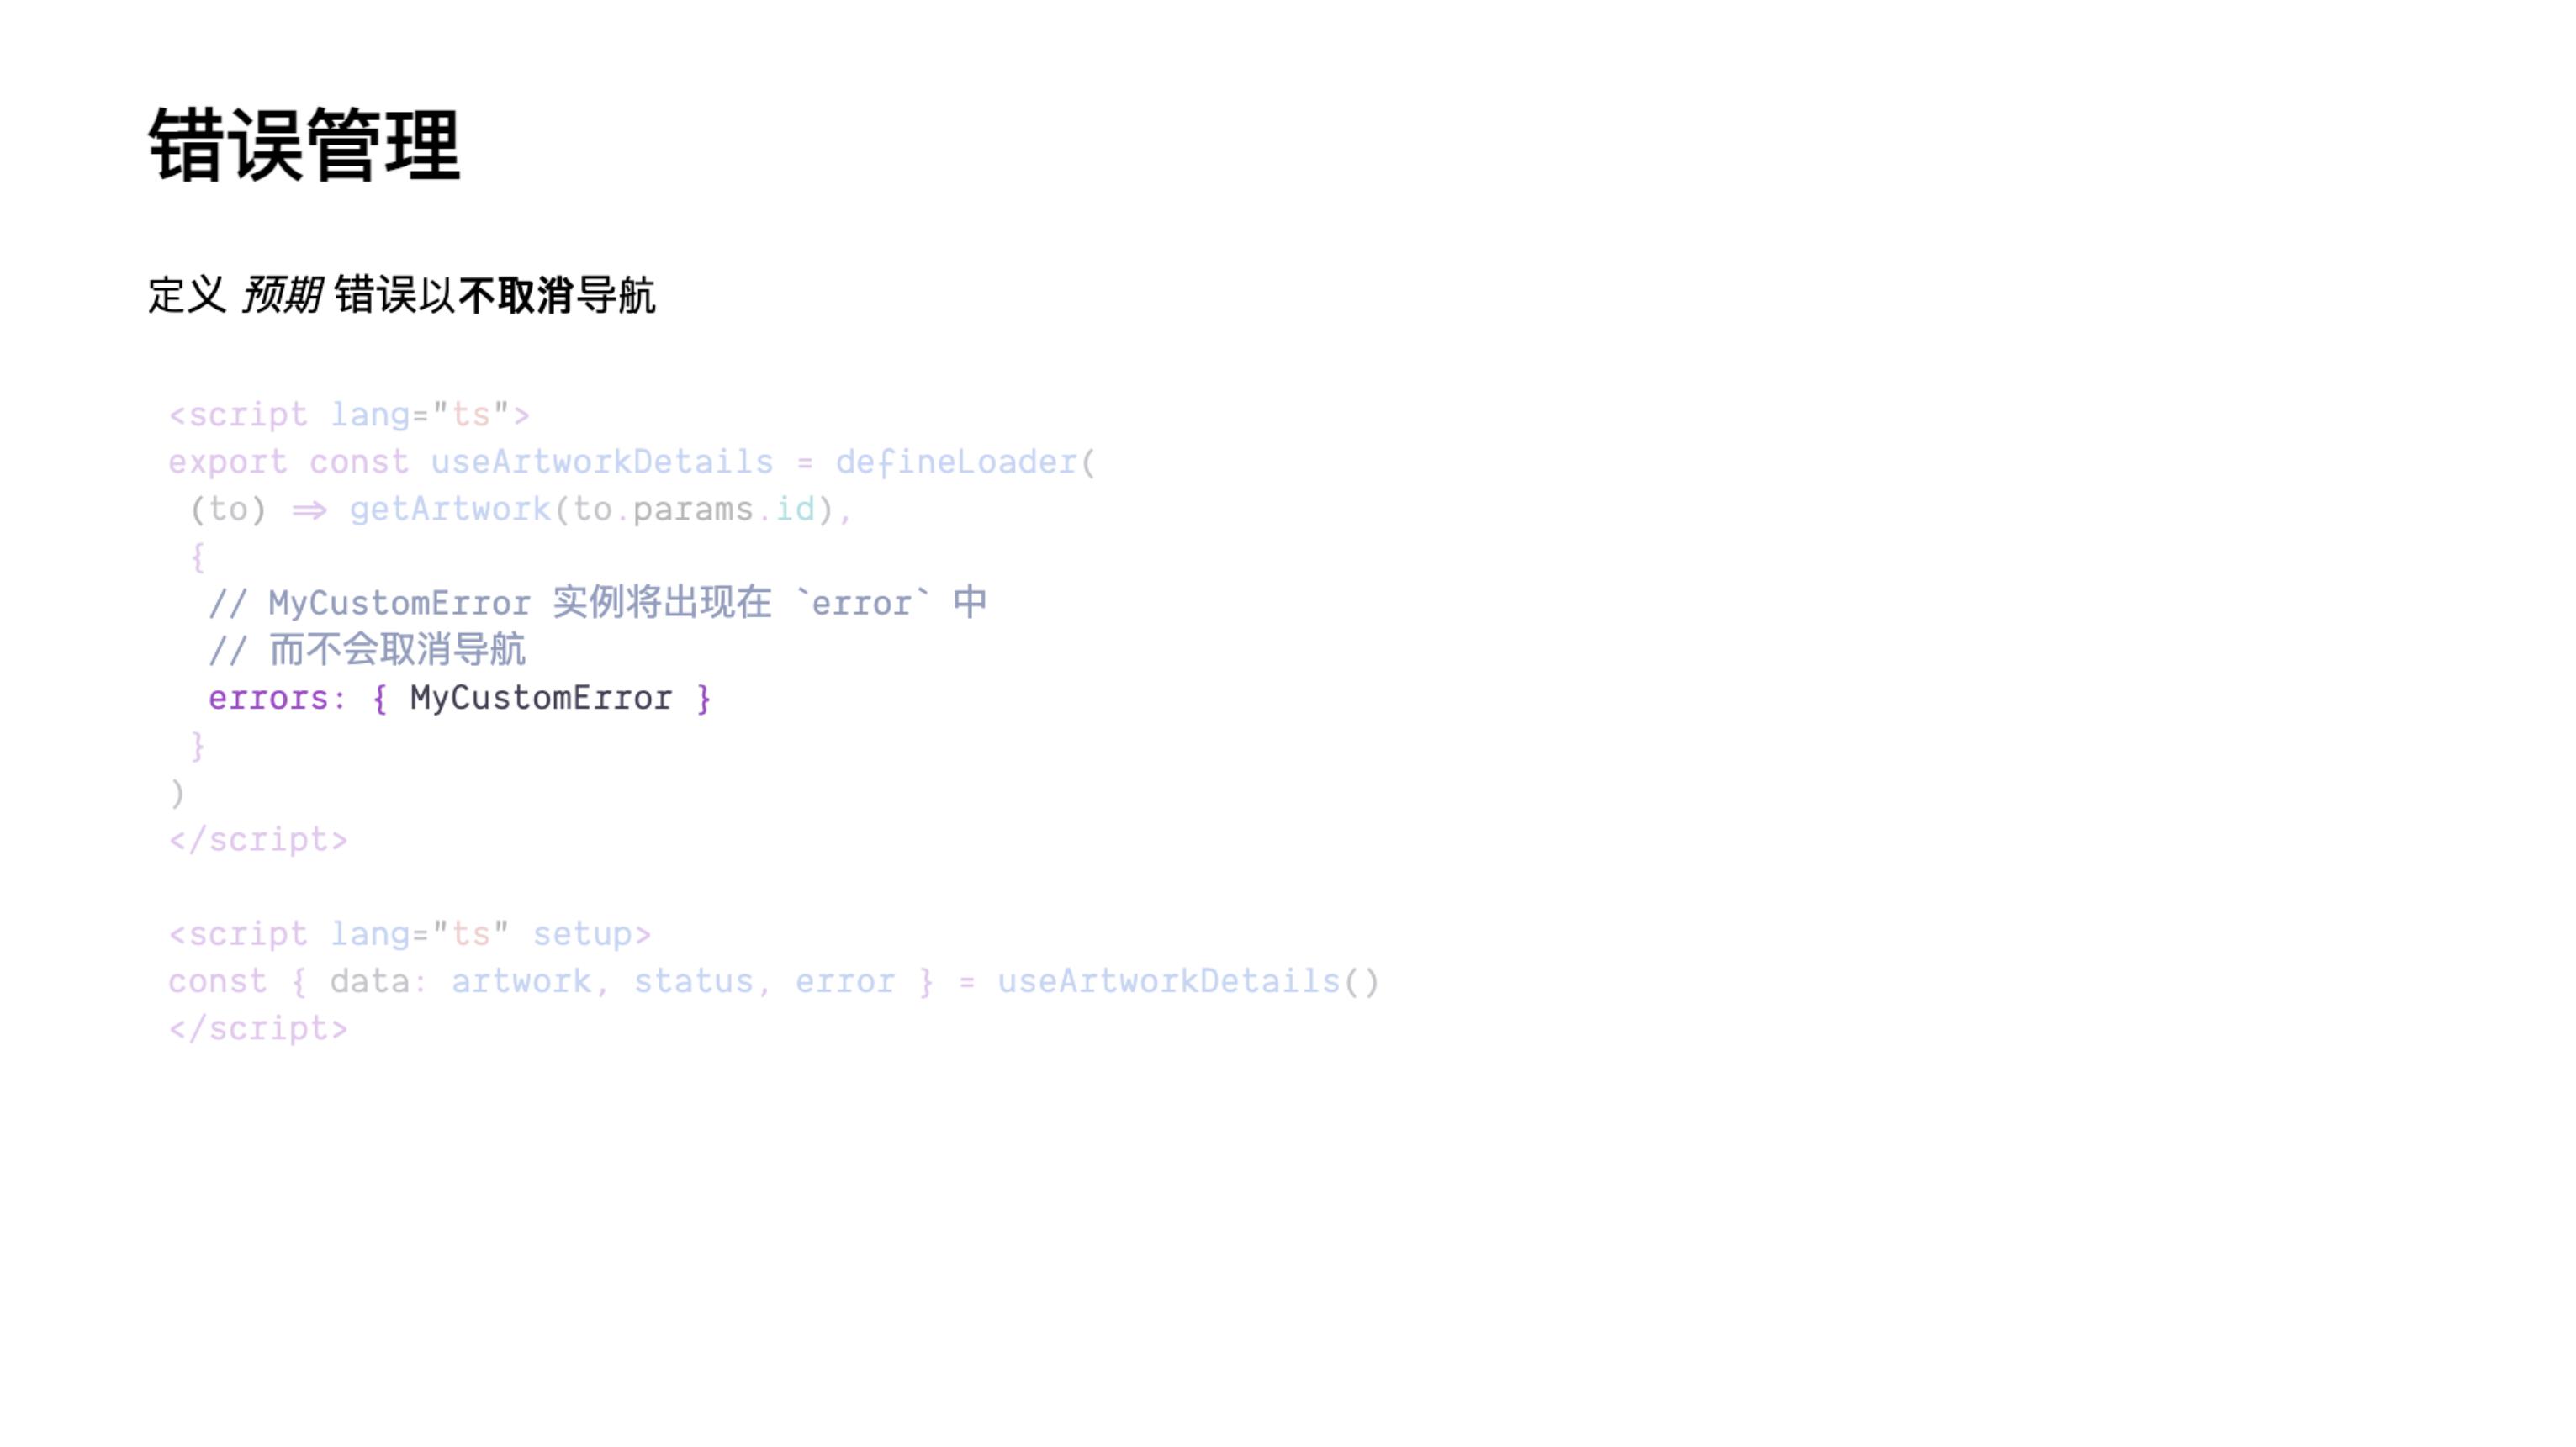 错误管理
定义 预期 错误以不取消导航
<script lang="ts">
export const useArtworkDetails = defineLoader(
(to) => getArtwork(to.params.id),
{
// MyCustomError 实例将出现在 `error` 中
// 而不会取消导航
errors: { MyCustomError }
}
)
</script>
<script lang="ts" setup>
const { data: artwork, status, error } = useArtworkDetails()
</script>